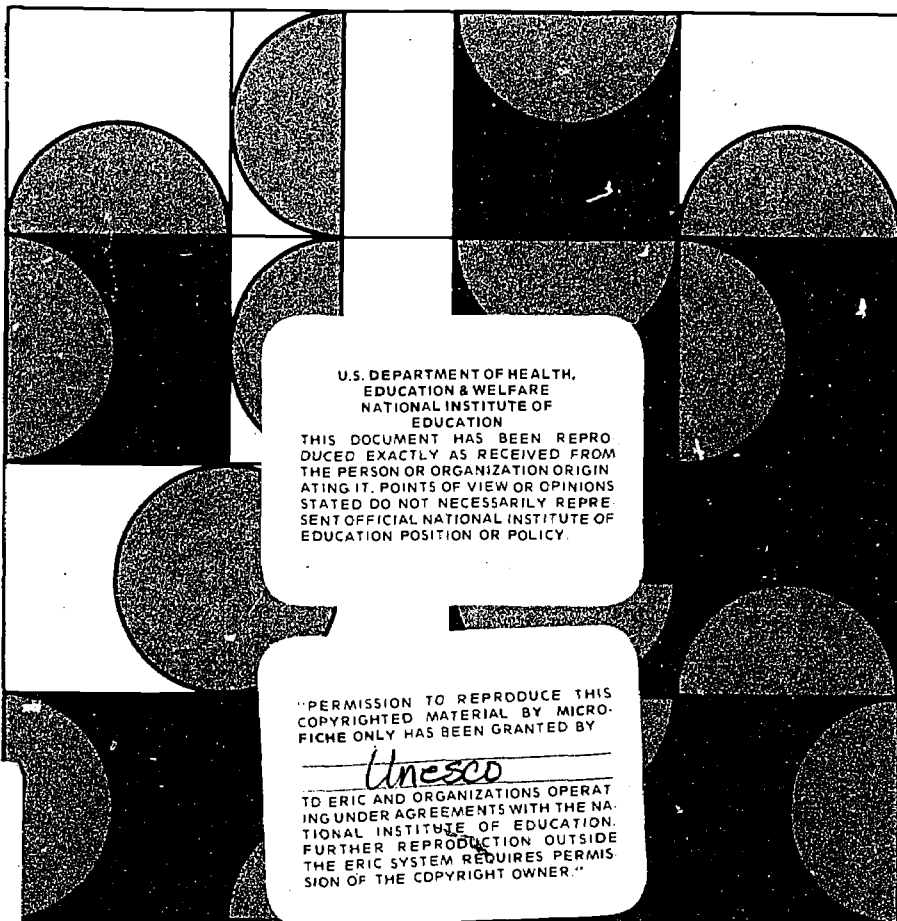 U.S. DEPARTMENT OF HEALTH,
EDUCATION & WELFARE
NATIONAL INSTITUTE OF
EDUCATION
THIS DOCUMENT HAS BEEN REPRO-
DUCED EXACTLY AS RECEIVED FROM
THE PERSON OR ORGANIZATION ORIGIN
ATING IT. POINTS OF VIEW OR OPINIONS
STATED DO NOT NECESSARILY REPRE-
SENT OFFICIAL NATIONAL INSTITUTE OF
EDUCATION POSITION OR POLICY.
"PERMISSION TO REPRODUCE THIS
COPYRIGHTED MATERIAL BY MICRO-
FICHE ONLY HAS BEEN GRANTED BY
Unesco
TO ERIC AND ORGANIZATIONS OPERAT
ING UNDER AGREEMENTS WITH THE NA-
TIONAL INSTITUTE OF EDUCATION.
FURTHER REPRODUCTION OUTSIDE
THE ERIC SYSTEM REQUIRES PERMIS-
SION OF THE COPYRIGHT OWNER."